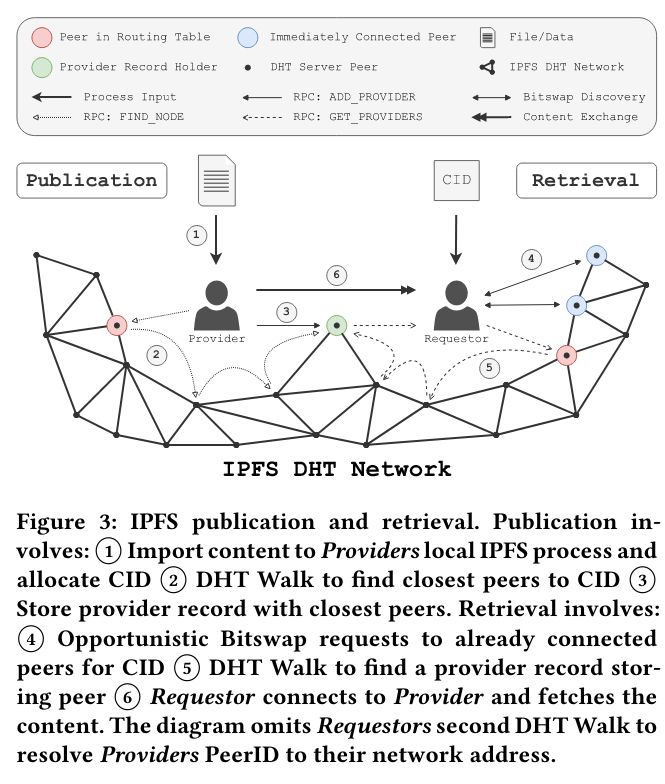 Peer in Routing Table
Immediately Connected Peer
File/Data
Provider Record Holder
DHT Server Peer
IPFS DHT Network
Process Input
RPC: ADD_PROVIDER
Bitswap Discovery
RPC: FIND_NODE
RPC: GET_PROVIDERS
Content Exchange
Publication
CID
Retrieval
1
4
6
3
Provider
Requestor
2
5
IPFS DHT Network
Figure 3: IPFS publication and retrieval. Publication in-
volves: ① Import content to Providers local IPFS process and
allocate CID ② DHT Walk to find closest peers to CID ③
Store provider record with closest peers. Retrieval involves:
④ Opportunistic Bitswap requests to already connected
peers for CID ⑤ DHT Walk to find a provider record stor-
ing peer ⑥ Requestor connects to Provider and fetches the
content. The diagram omits Requestors second DHT Walk to
resolve Providers PeerID to their network address.